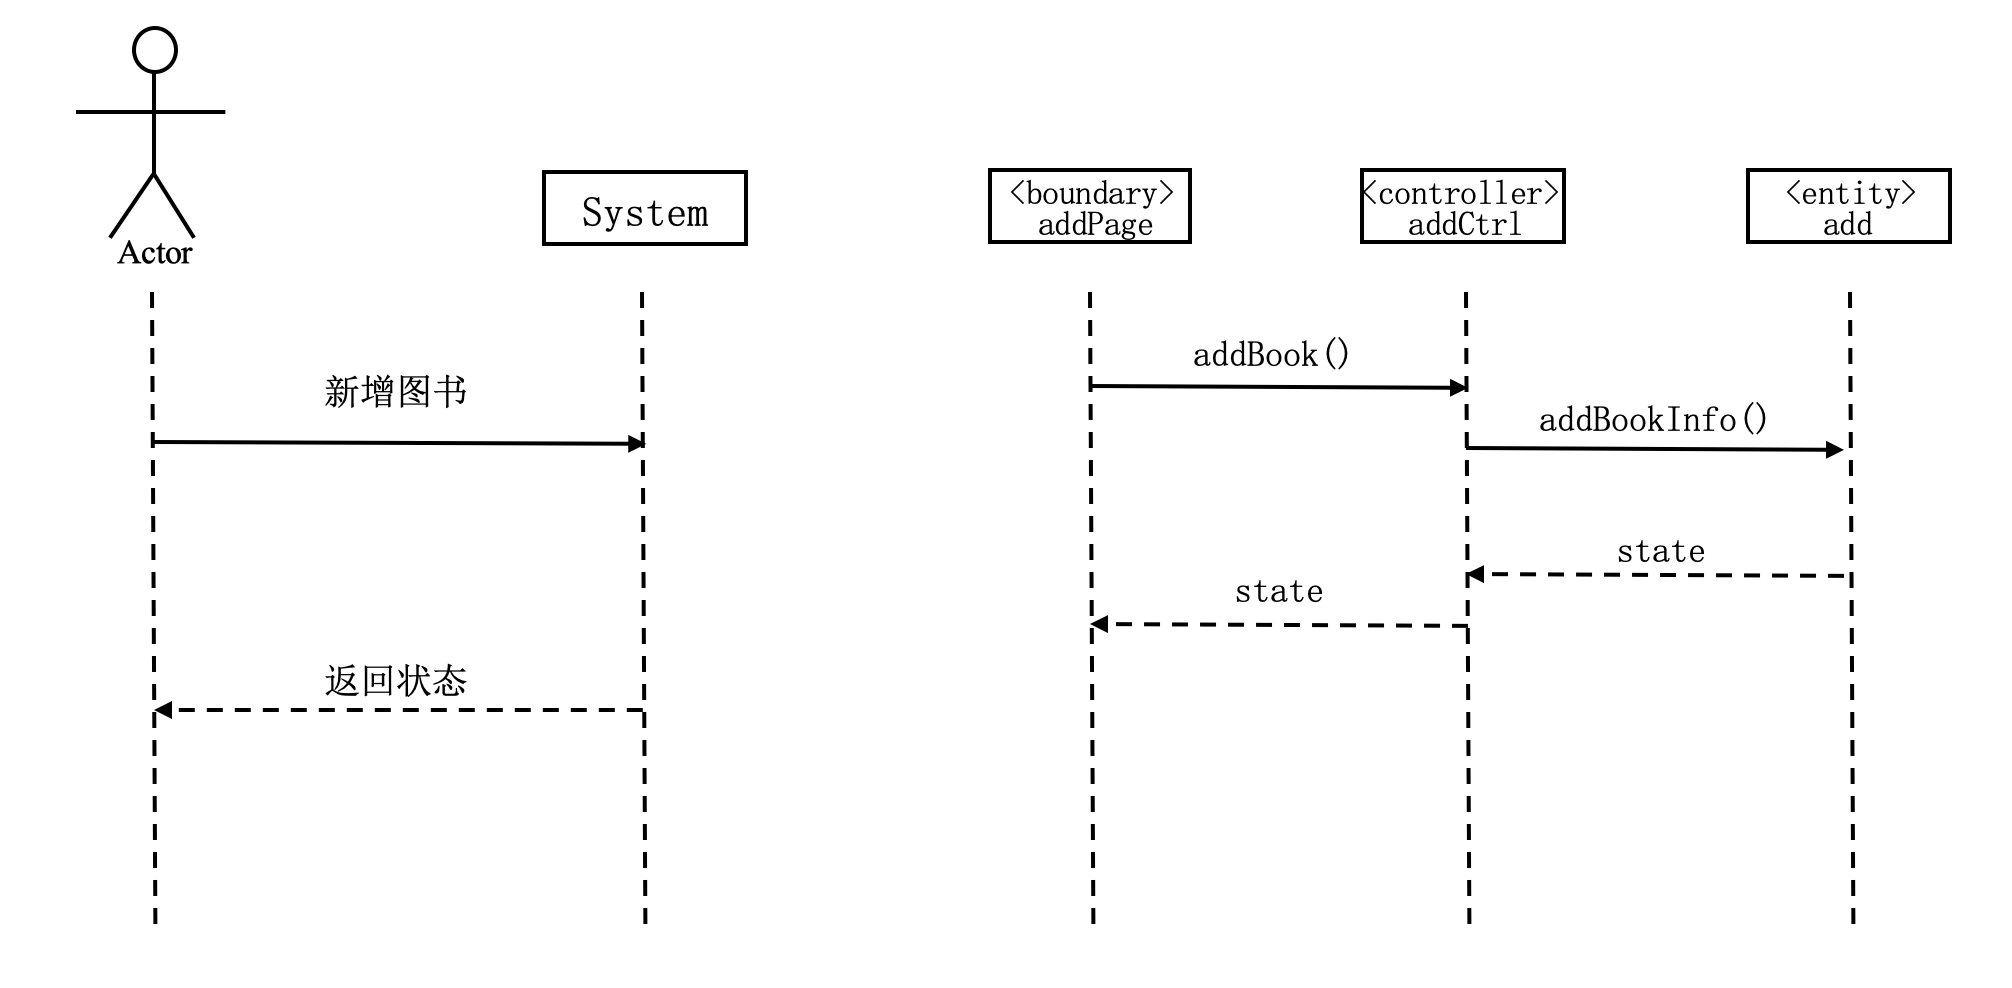 Actor
System
<boundary>
addPage
<controller>
addCtrl
<entity>
add
新增图书
返回状态
addBook()
addBookInfo()
state
state